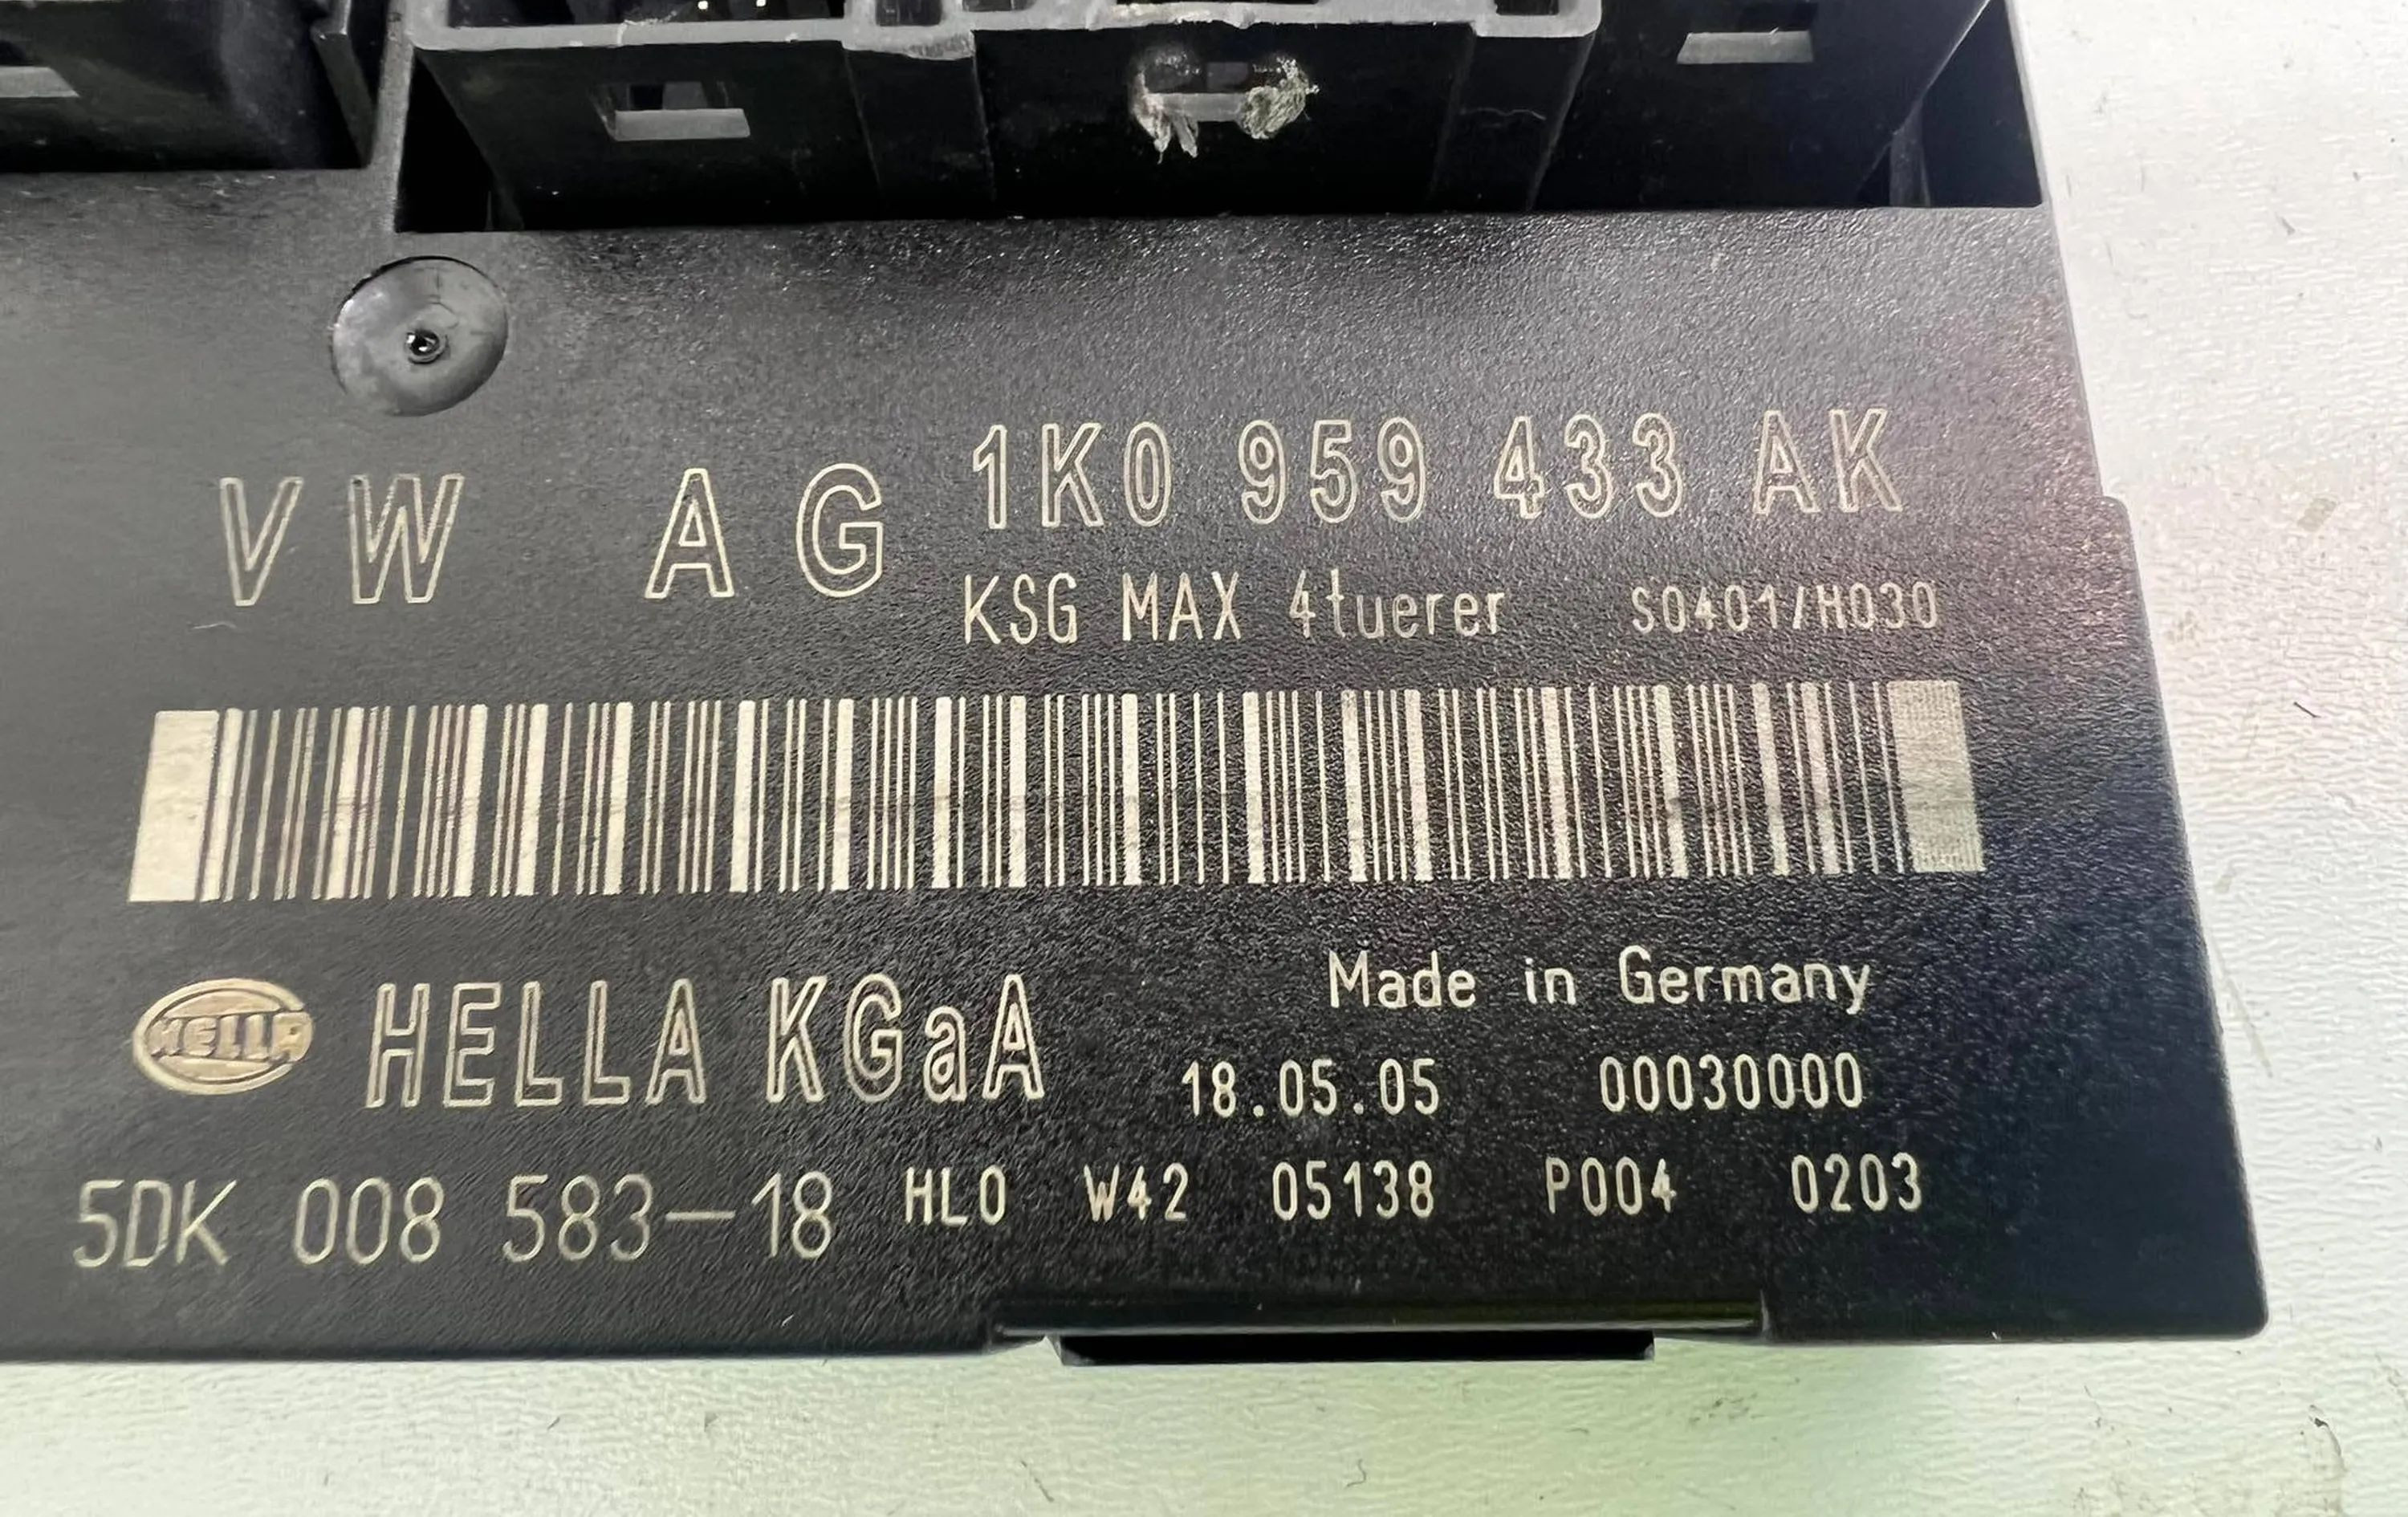 VW AG 1K0 959 433 AK
KSG MAX 4tuerer S0401/H030
HELLA HELLA KGaA Made in Germany
18.05.05 00030000
5DK 008 583-18 HL0 W42 05138 P004 0203